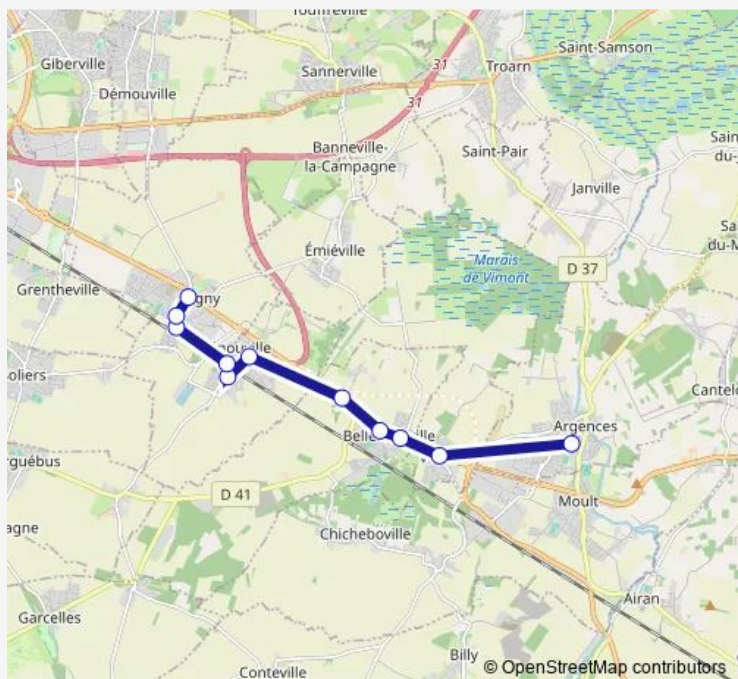 Touffréville
Giberville
Sannerville
31
Troarn
Saint-Samson
Démouville
31
Banneville-
la-Campagne
Saint-Pair
Janville
Émiéville
Marais
de Vimont
D 37
Grentheville
Argences
D 41
Moult
Chicheboville
Airan
Garcelles
Billy
Conteville
© OpenStreetMap contributors